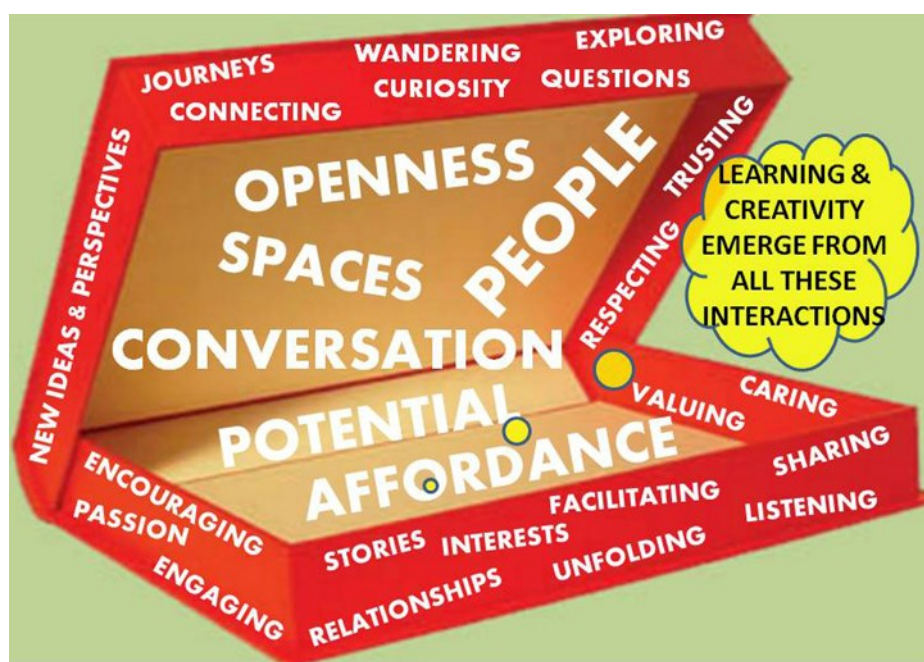 JOURNEYS
WANDERING
EXPLORING
CONNECTING
CURIOSITY
QUESTIONS
NEW IDEAS & PERSPECTIVES
OPENNESS
SPACES
PEOPLE
CONVERSATION
POTENTIAL
AFFORDANCE
RESPECTING TRUSTING
LEARNING &
CREATIVITY
EMERGE FROM
ALL THESE
INTERACTIONS
VALUING
CARING
ENCOURAGING
PASSION
ENGAGING
STORIES
INTERESTS
FACILITATING
SHARING
RELATIONSHIPS
UNFOLDING
LISTENING